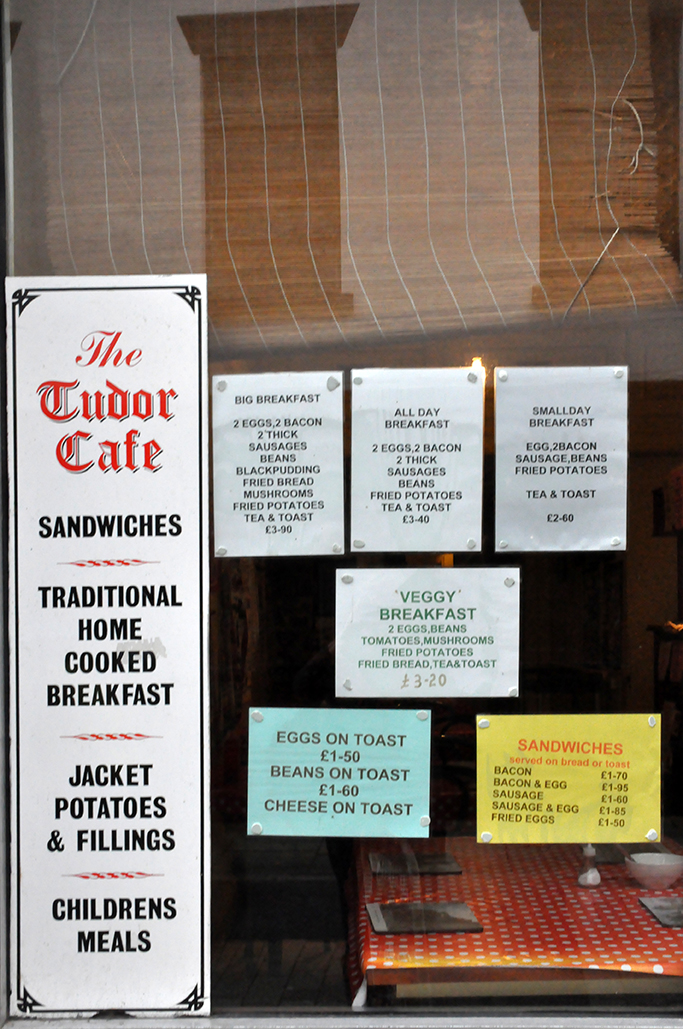 The
Tudor
Cafe
SANDWICHES
TRADITIONAL
HOME
COOKED
BREAKFAST
JACKET
POTATOES
& FILLINGS
CHILDRENS
MEALS
BIG BREAKFAST
2 EGGS,2 BACON
2 THICK
SAUSAGES
BEANS
BLACKPUDDING
FRIED BREAD
MUSHROOMS
FRIED POTATOES
TEA & TOAST
£3-90
ALL DAY
BREAKFAST
2 EGGS,2 BACON
2 THICK
SAUSAGES
BEANS
FRIED POTATOES
TEA & TOAST
£3-40
SMALLDAY
BREAKFAST
EGG,2BACON
SAUSAGE,BEANS
FRIED POTATOES
TEA & TOAST
£2-60
'VEGGY'
BREAKFAST
2 EGGS,BEANS
TOMATOES,MUSHROOMS
FRIED POTATOES
FRIED BREAD,TEA&TOAST
£3-20
EGGS ON TOAST
£1-50
BEANS ON TOAST
£1-60
CHEESE ON TOAST
SANDWICHES
served on bread or toast
BACON £1-70
BACON & EGG £1-95
SAUSAGE £1-60
SAUSAGE & EGG £1-85
FRIED EGGS £1-50